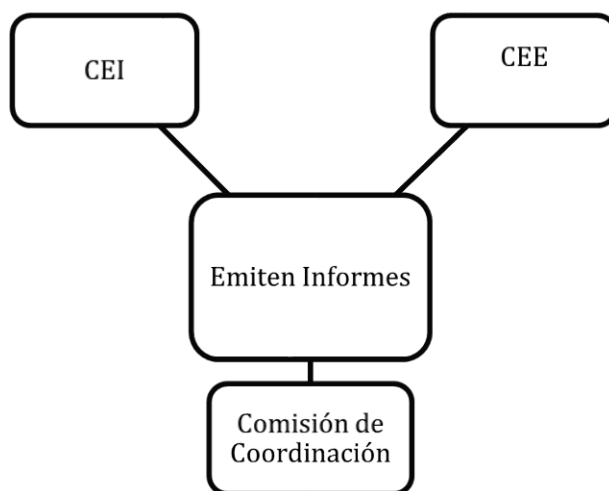 CEI
CEE
Emiten Informes
Comisión de
Coordinación